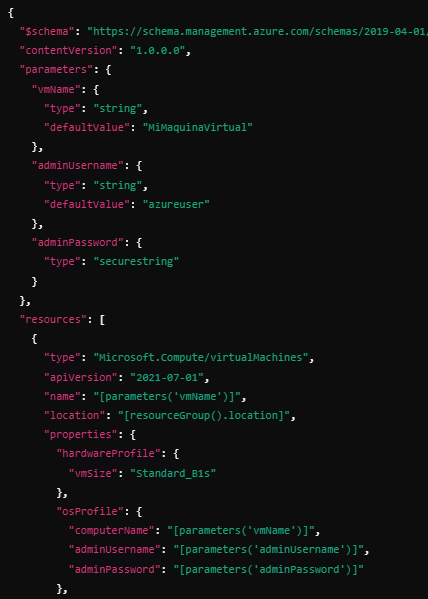 {
  "$schema": "https://schema.management.azure.com/schemas/2019-04-01/
  "contentVersion": "1.0.0.0",
  "parameters": {
    "vmName": {
      "type": "string",
      "defaultValue": "MiMaquinaVirtual"
    },
    "adminUsername": {
      "type": "string",
      "defaultValue": "azureuser"
    },
    "adminPassword": {
      "type": "securestring"
    }
  },
  "resources": [
    {
      "type": "Microsoft.Compute/virtualMachines",
      "apiVersion": "2021-07-01",
      "name": "[parameters('vmName')]",
      "location": "[resourceGroup().location]",
      "properties": {
        "hardwareProfile": {
          "vmSize": "Standard_B1s"
        },
        "osProfile": {
          "computerName": "[parameters('vmName')]",
          "adminUsername": "[parameters('adminUsername')]",
          "adminPassword": "[parameters('adminPassword')]"
        },